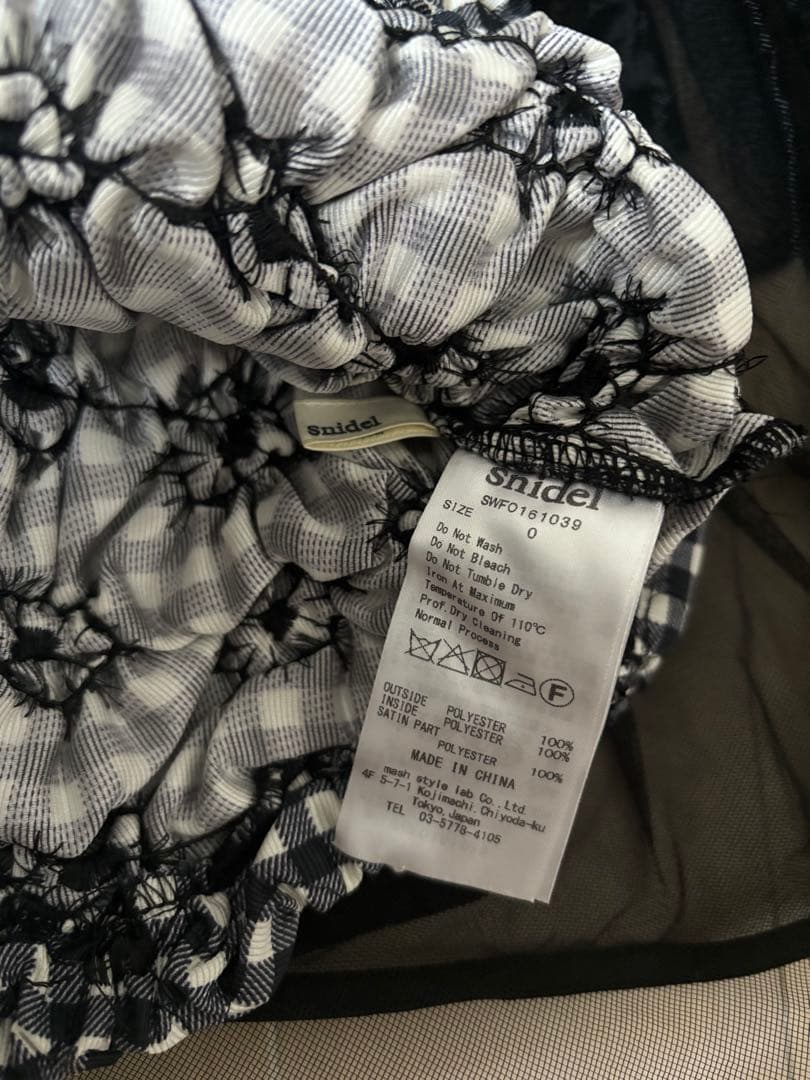 snidel
snidel
SWFO161039
SIZE 0
Do Not Wash
Do Not Bleach
Do Not Tumble Dry
Iron At Maximum
Temperature Of 110℃
Prof. Dry Cleaning
Normal Process
F
OUTSIDE POLYESTER 100%
INSIDE POLYESTER 100%
SATIN PART
POLYESTER 100%
MADE IN CHINA
mash style lab Co., Ltd.
4F 5-7-1 Kojimachi, Chiyoda-ku
Tokyo, Japan
TEL 03-5778-4105